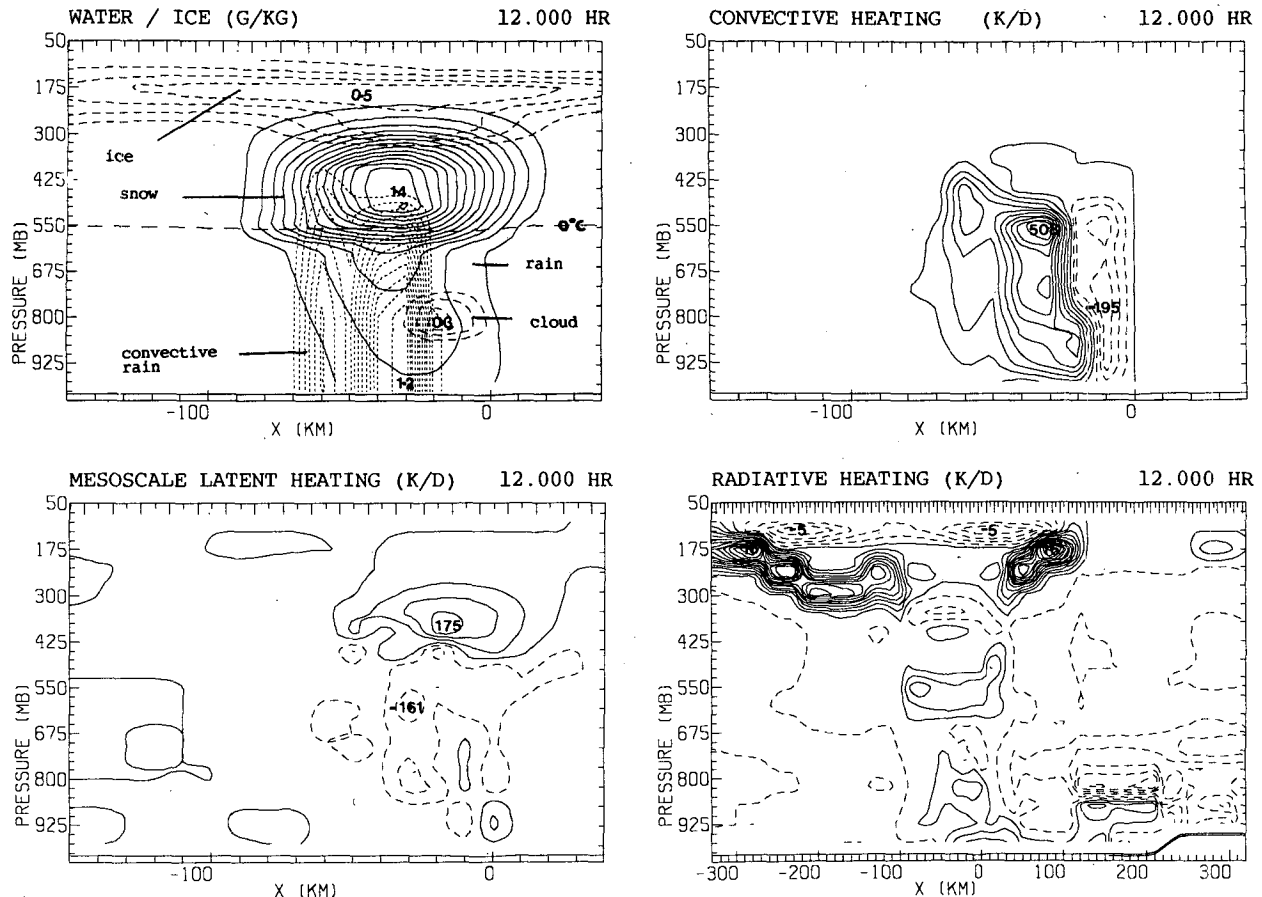 WATER / ICE (G/KG) 12.000 HR
50
175
300
425
550
675
800
925
PRESSURE (MB)
0.5
ice
snow
1.4
0°C
rain
cloud
convective
rain
1.2
-100
0
X (KM)
CONVECTIVE HEATING (K/D) 12.000 HR
50
175
300
425
550
675
800
925
PRESSURE (MB)
-195
-100
0
X (KM)
MESOSCALE LATENT HEATING (K/D) 12.000 HR
50
175
300
425
550
675
800
925
PRESSURE (MB)
175
-161
-100
0
X (KM)
RADIATIVE HEATING (K/D) 12.000 HR
50
175
300
425
550
675
800
925
PRESSURE (MB)
-5
-5
-300
-200
-100
0
100
200
300
X (KM)